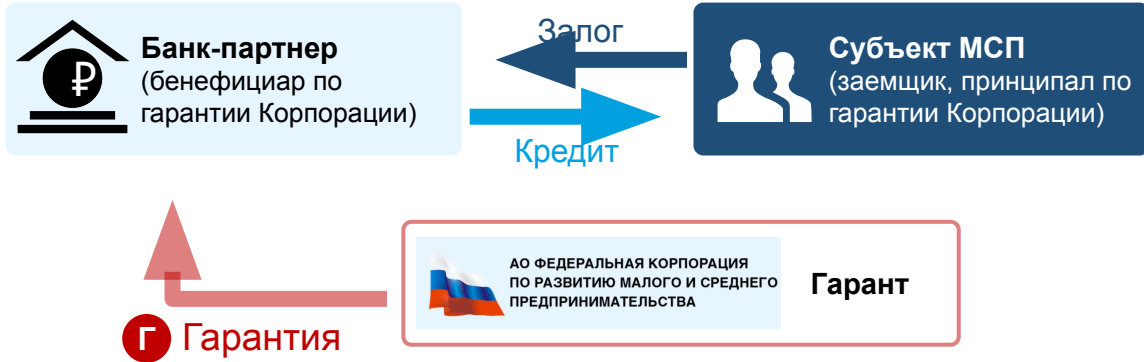 Банк-партнер
(бенефициар по
гарантии Корпорации)
Залог
Кредит
Субъект МСП
(заемщик, принципал по
гарантии Корпорации)
АО ФЕДЕРАЛЬНАЯ КОРПОРАЦИЯ
ПО РАЗВИТИЮ МАЛОГО И СРЕДНЕГО
ПРЕДПРИНИМАТЕЛЬСТВА
Гарант
Г Гарантия